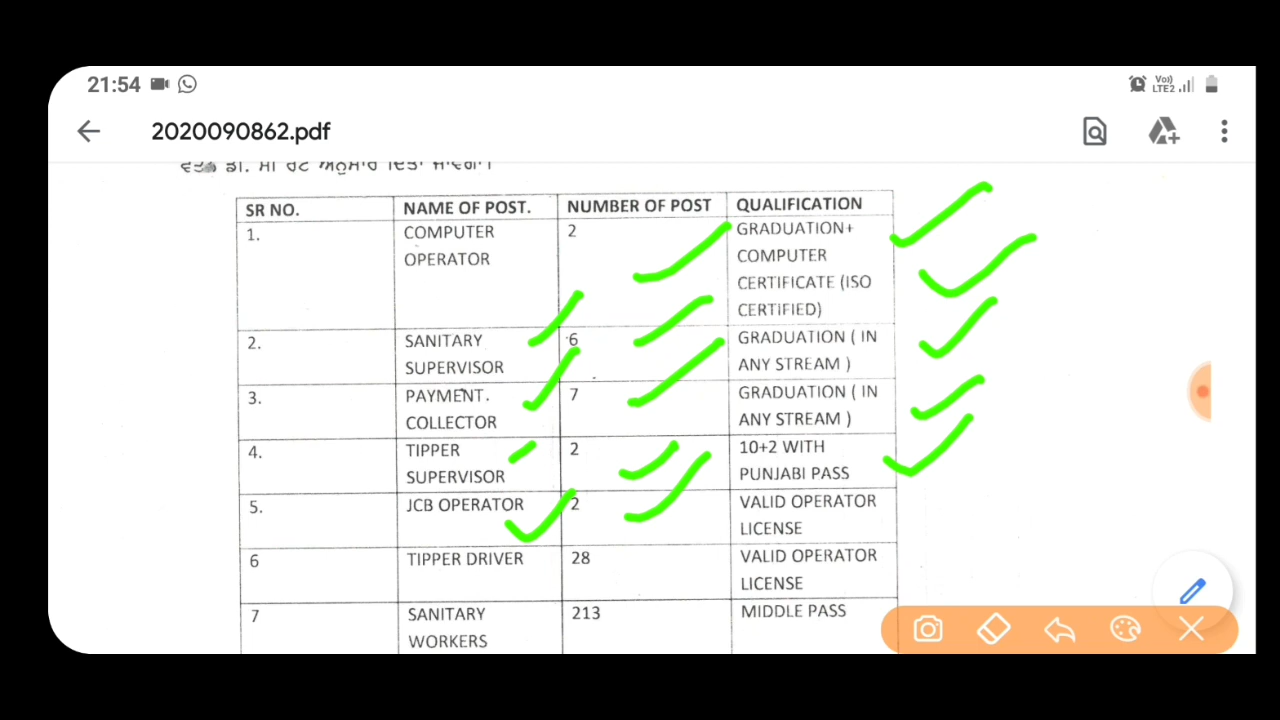 21:54
Vo)) LTE2
2020090862.pdf
SR NO. NAME OF POST. NUMBER OF POST QUALIFICATION
1. COMPUTER 2 GRADUATION+
OPERATOR COMPUTER
CERTIFICATE (ISO
CERTIFIED)
2. SANITARY 6 GRADUATION ( IN
SUPERVISOR ANY STREAM )
3. PAYMENT. 7 GRADUATION ( IN
COLLECTOR ANY STREAM )
4. TIPPER 2 10+2 WITH
SUPERVISOR PUNJABI PASS
5. JCB OPERATOR 2 VALID OPERATOR
LICENSE
6 TIPPER DRIVER 28 VALID OPERATOR
LICENSE
7 SANITARY 213 MIDDLE PASS
WORKERS